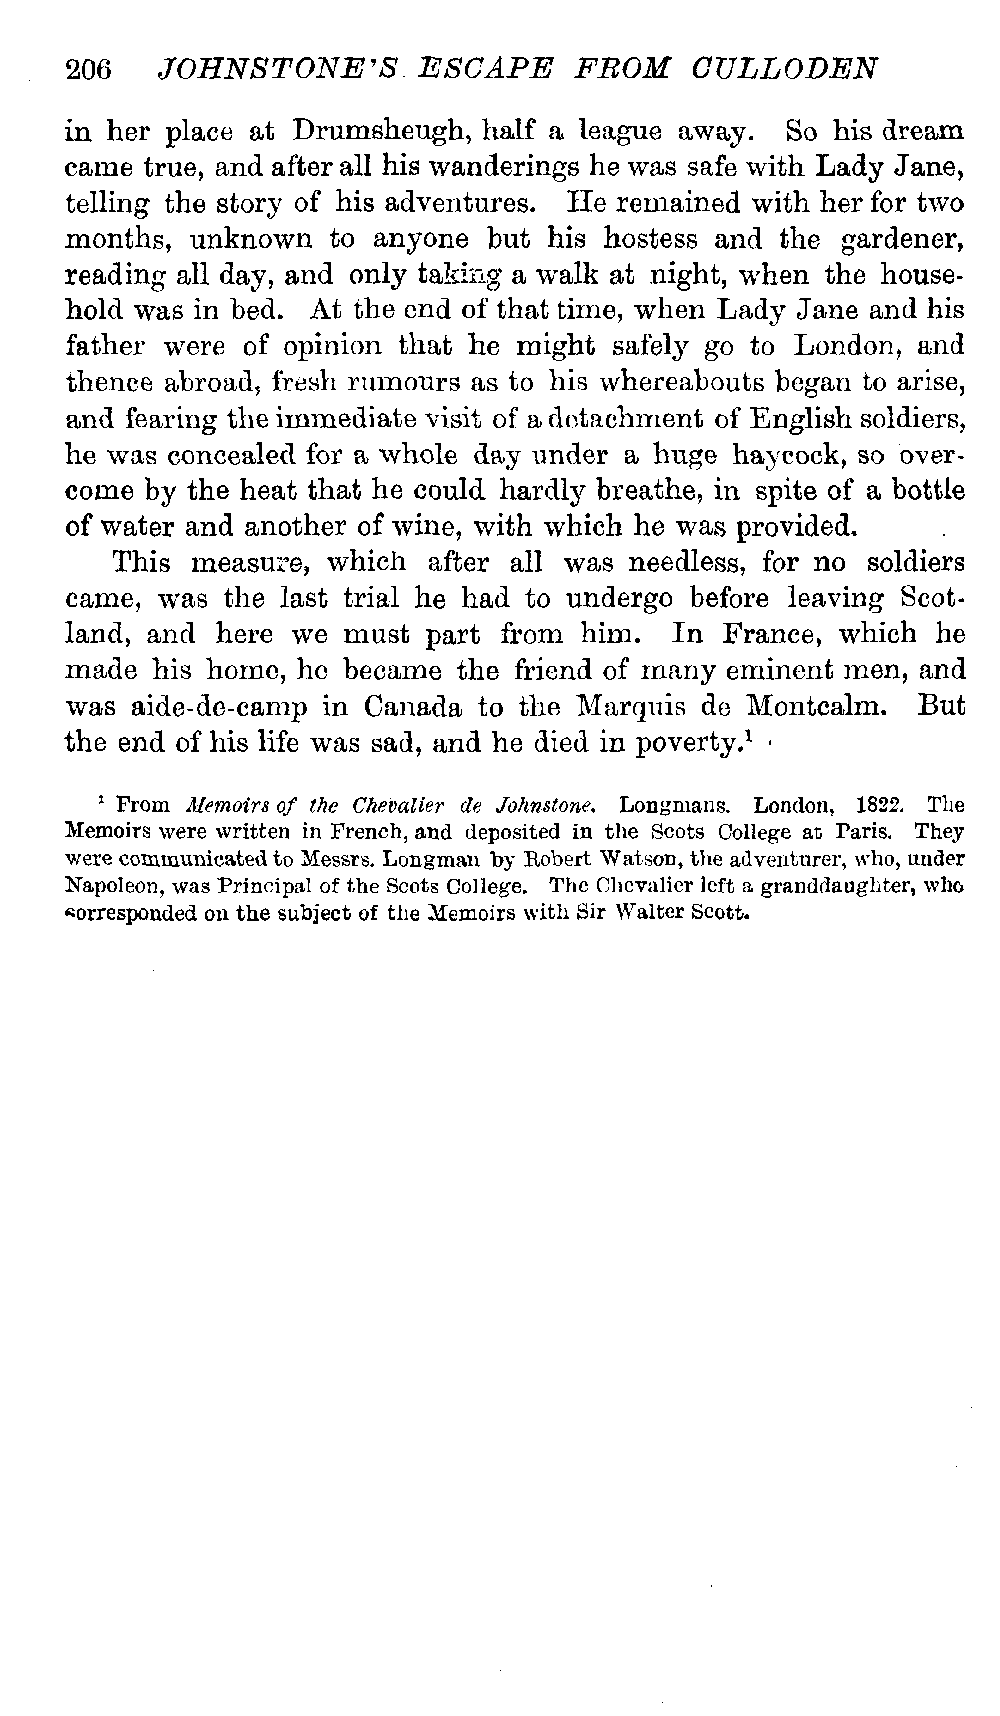 206 JOHNSTONE'S ESCAPE FROM CULLODEN
in her place at Drumsheugh, half a league away. So his dream
came true, and after all his wanderings he was safe with Lady Jane,
telling the story of his adventures. He remained with her for two
months, unknown to anyone but his hostess and the gardener,
reading all day, and only taking a walk at night, when the house-
hold was in bed. At the end of that time, when Lady Jane and his
father were of opinion that he might safely go to London, and
thence abroad, fresh rumours as to his whereabouts began to arise,
and fearing the immediate visit of a detachment of English soldiers,
he was concealed for a whole day under a huge haycock, so over-
come by the heat that he could hardly breathe, in spite of a bottle
of water and another of wine, with which he was provided.
This measure, which after all was needless, for no soldiers
came, was the last trial he had to undergo before leaving Scot-
land, and here we must part from him. In France, which he
made his home, he became the friend of many eminent men, and
was aide-de-camp in Canada to the Marquis de Montcalm. But
the end of his life was sad, and he died in poverty.¹
¹ From Memoirs of the Chevalier de Johnstone. Longmans. London, 1822. The
Memoirs were written in French, and deposited in the Scots College at Paris. They
were communicated to Messrs. Longman by Robert Watson, the adventurer, who, under
Napoleon, was Principal of the Scots College. The Chevalier left a granddaughter, who
corresponded on the subject of the Memoirs with Sir Walter Scott.